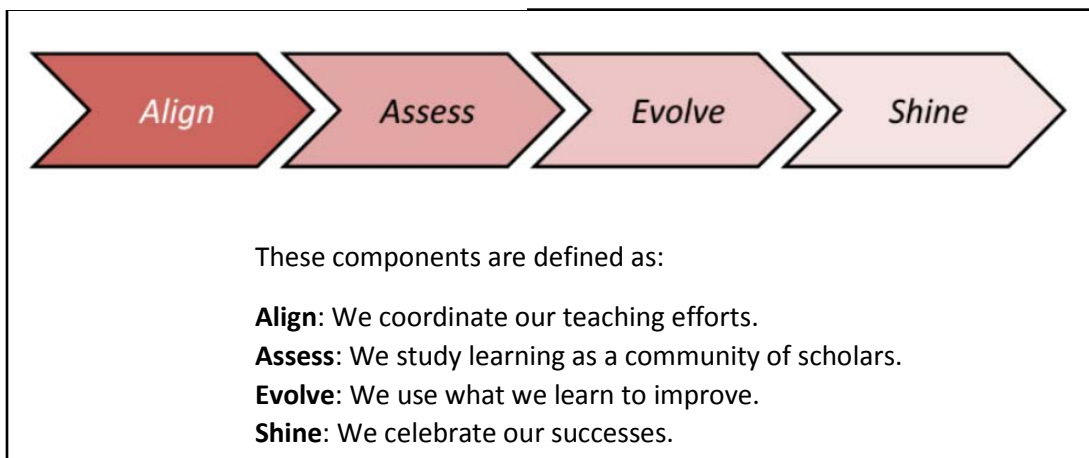 Align Assess Evolve Shine
These components are defined as:
Align: We coordinate our teaching efforts.
Assess: We study learning as a community of scholars.
Evolve: We use what we learn to improve.
Shine: We celebrate our successes.